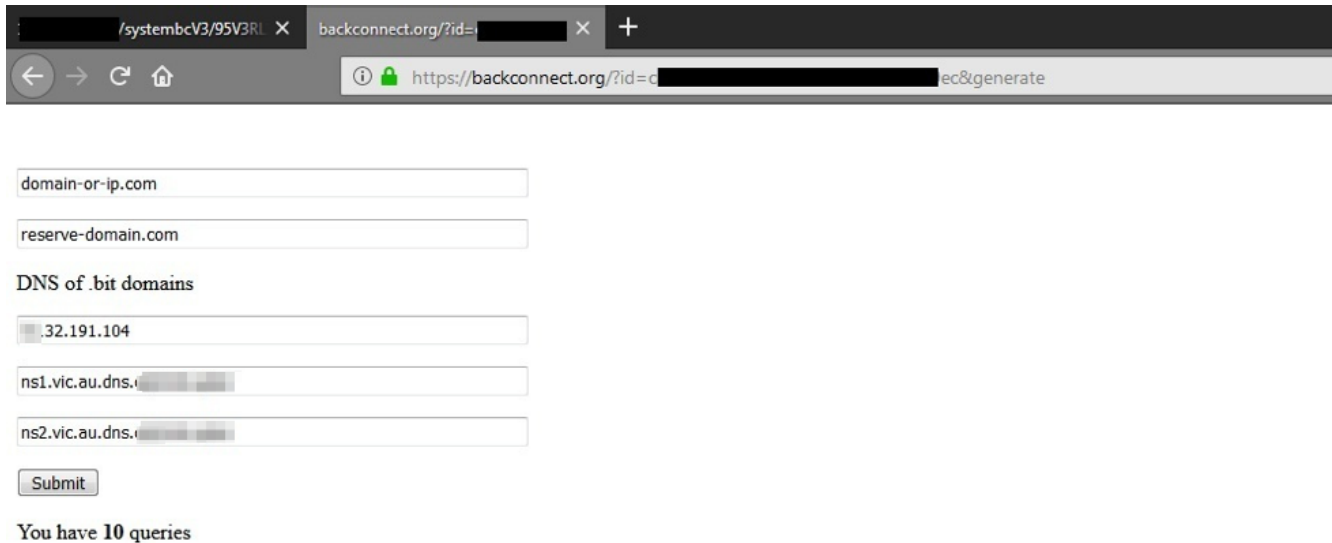 /systembcV3/95V3RL
backconnect.org/?id=
https://backconnect.org/?id=c ec&generate
domain-or-ip.com
reserve-domain.com
DNS of .bit domains
.32.191.104
ns1.vic.au.dns.
ns2.vic.au.dns.
Submit
You have 10 queries